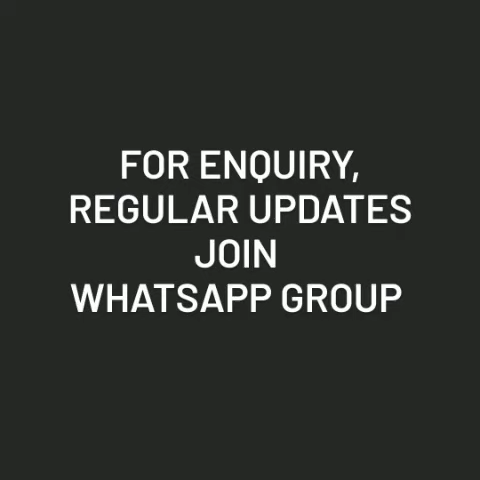 FOR ENQUIRY,
REGULAR UPDATES
JOIN
WHATSAPP GROUP